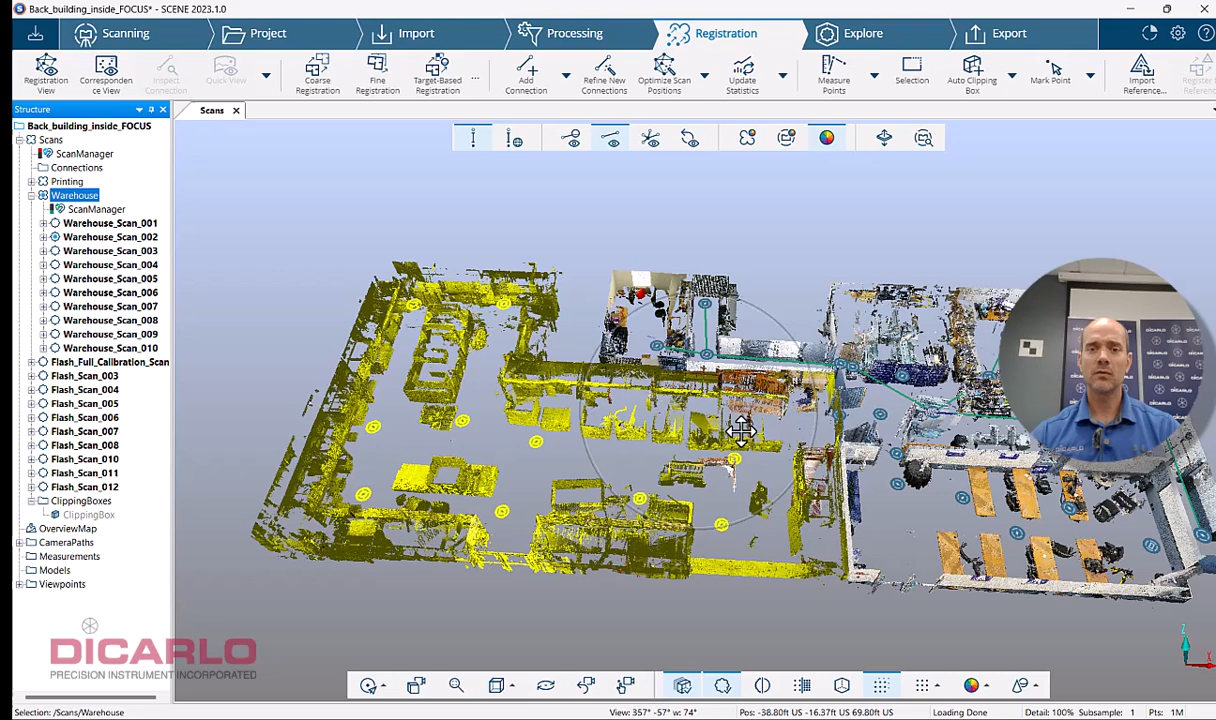 Back_building_inside_FOCUS* - SCENE 2023.1.0
Scanning
Project
Import
Processing
Registration
Explore
Export
Registration View
Corresponden ce View
Inspect Connection
Quick View
Coarse Registration
Fine Registration
Target-Based Registration
...
Add Connection
Refine New Connections
Optimize Scan Positions
Update Statistics
Measure Points
Selection
Auto Clipping Box
Mark Point
Import Reference...
Structure
Scans
Back_building_inside_FOCUS
Scans
ScanManager
Connections
Printing
Warehouse
ScanManager
Warehouse_Scan_001
Warehouse_Scan_002
Warehouse_Scan_003
Warehouse_Scan_004
Warehouse_Scan_005
Warehouse_Scan_006
Warehouse_Scan_007
Warehouse_Scan_008
Warehouse_Scan_009
Warehouse_Scan_010
Flash_Full_Calibration_Scan
Flash_Scan_003
Flash_Scan_004
Flash_Scan_005
Flash_Scan_006
Flash_Scan_007
Flash_Scan_008
Flash_Scan_010
Flash_Scan_011
Flash_Scan_012
ClippingBoxes
ClippingBox
OverviewMap
CameraPaths
Measurements
Models
Viewpoints
DICARLO
PRECISION INSTRUMENT INCORPORATED
DICARLO
DICARLO
Z
X
Selection: /Scans/Warehouse
View: 357° -57° w: 74°
Pos: -38.80ft US -16.37ft US 69.80ft US
Loading Done
Detail: 100%
Subsample: 1
Pts: 1M